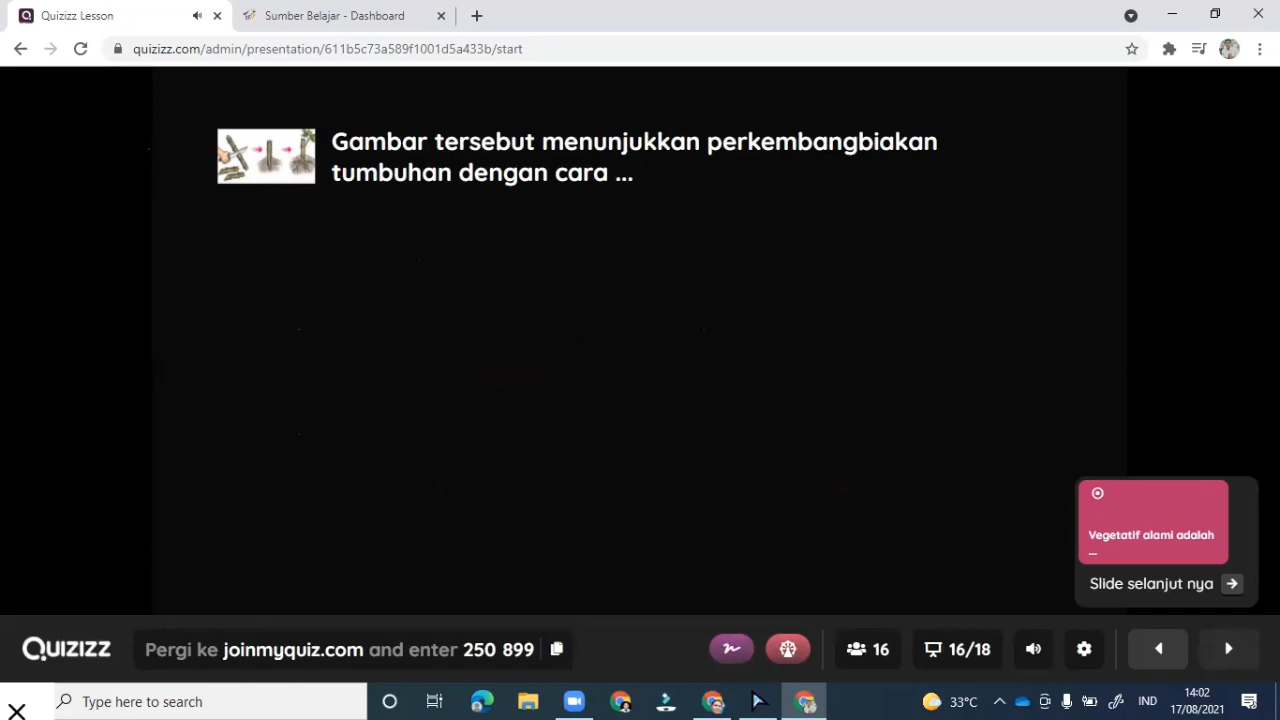 Quizizz Lesson
Sumber Belajar - Dashboard
quizizz.com/admin/presentation/611b5c73a589f1001d5a433b/start
Gambar tersebut menunjukkan perkembangbiakan
tumbuhan dengan cara ...
Vegetatif alami adalah
...
Slide selanjut nya
Quizizz
Pergi ke joinmyquiz.com and enter 250 899
16
16/18
Type here to search
33°C
IND
14:02
17/08/2021